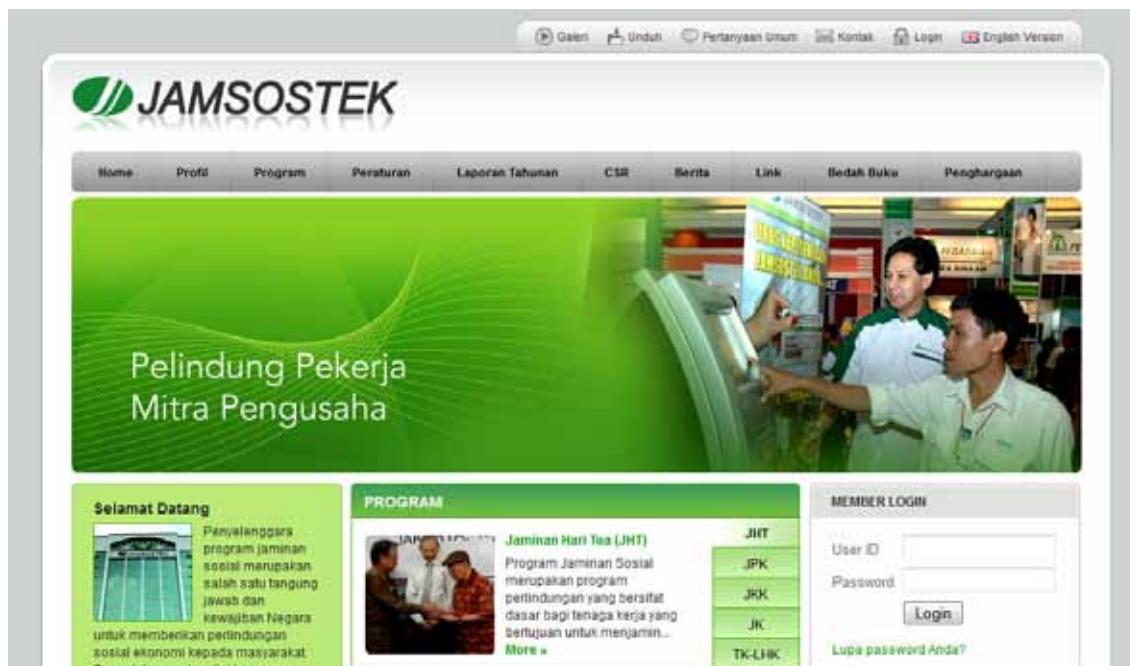 Galeri Unduh Pertanyaan Umum Kontak Login English Version
JAMSOSTEK
Home Profil Program Peraturan Laporan Tahunan CSR Berita Link Bedah Buku Penghargaan
Pelindung Pekerja
Mitra Pengusaha
Selamat Datang
Penyelenggara
program jaminan
sosial merupakan
salah satu tangung
jawab dan
kewajiban Negara
untuk memberikan perlindungan
sosial ekonomi kepada masyarakat.
PROGRAM
Jaminan Hari Tua (JHT)
Program Jaminan Sosial
merupakan program
perlindungan yang bersifat
dasar bagi tenaga kerja yang
bertujuan untuk menjamin...
More »
JHT
JPK
JKK
JK
TK-LHK
MEMBER LOGIN
User ID
Password
Login
Lupa password Anda?